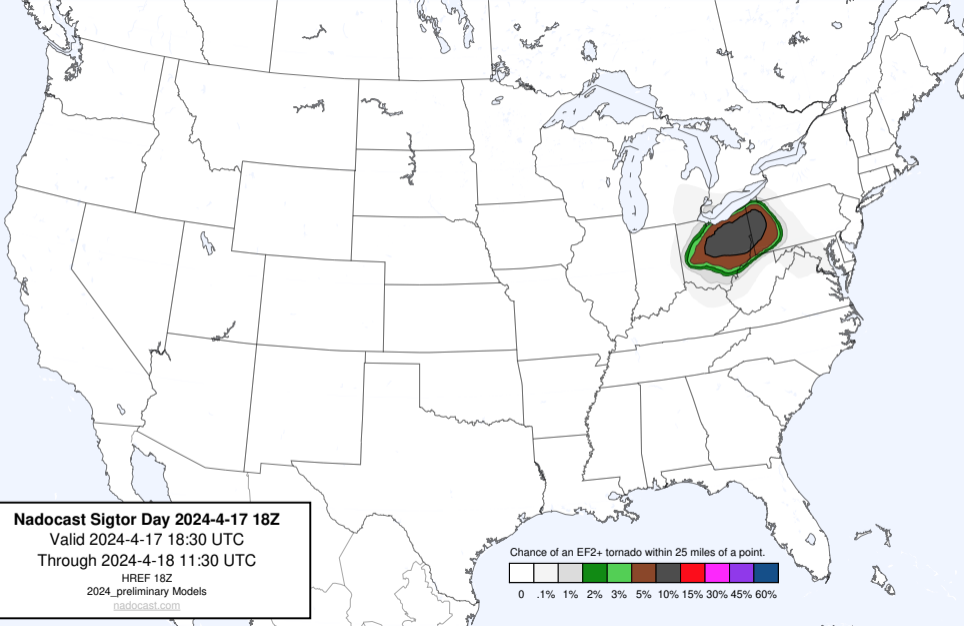 Nadocast Sigtor Day 2024-4-17 18Z
Valid 2024-4-17 18:30 UTC
Through 2024-4-18 11:30 UTC
HREF 18Z
2024_preliminary Models
nadocast.com
Chance of an EF2+ tornado within 25 miles of a point.
0 .1% 1% 2% 3% 5% 10% 15% 30% 45% 60%